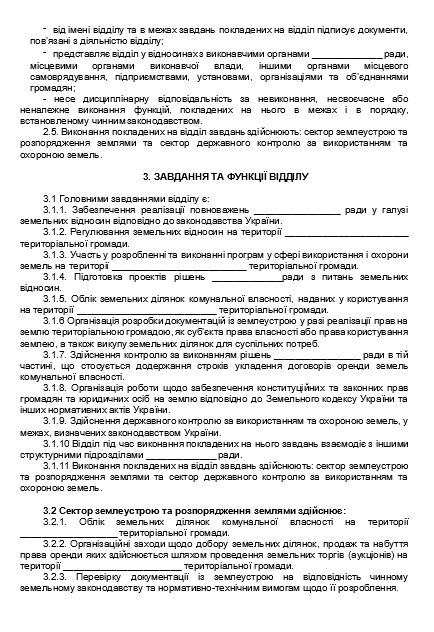 - від імені відділу та в межах завдань покладених на відділ підписує документи,
пов'язані з діяльністю відділу;
- представляє відділ у відносинах з виконавчими органами ______________ ради,
місцевими органами виконавчої влади, іншими органами місцевого
самоврядування, підприємствами, установами, організаціями та об'єднаннями
громадян;
- несе дисциплінарну відповідальність за невиконання, несвоєчасне або
неналежне виконання функцій, покладених на нього в межах і в порядку,
встановленому чинним законодавством.
2.5. Виконання покладених на відділ завдань здійснюють: сектор землеустрою та
розпорядження землями та сектор державного контролю за використанням та
охороною земель.
3. ЗАВДАННЯ ТА ФУНКЦІЇ ВІДДІЛУ
3.1 Головними завданнями відділу є:
3.1.1. Забезпечення реалізації повноважень _________________ ради у галузі
земельних відносин відповідно до законодавства України.
3.1.2. Регулювання земельних відносин на території _________________________
територіальної громади.
3.1.3. Участь у розробленні та виконанні програм у сфері використання і охорони
земель на території ___________________________ територіальної громади.
3.1.4. Підготовка проектів рішень ______________ради з питань земельних
відносин.
3.1.5. Облік земельних ділянок комунальної власності, наданих у користування
на території ____________________________ територіальної громади.
3.1.6 Організація розробки документацій із землеустрою у разі реалізації прав на
землю територіальною громадою, як суб'єкта права власності або права користування
землею, а також викупу земельних ділянок для суспільних потреб.
3.1.7. Здійснення контролю за виконанням рішень _________________ ради в тій
частині, що стосується додержання строків укладення договорів оренди земель
комунальної власності.
3.1.8. Організація роботи щодо забезпечення конституційних та законних прав
громадян та юридичних осіб на землю відповідно до Земельного кодексу України та
інших нормативних актів України.
3.1.9. Здійснення державного контролю за використанням та охороною земель, у
межах, визначених законодавством України.
3.1.10 Відділ під час виконання покладених на нього завдань взаємодіє з іншими
структурними підрозділами ______________ ради.
3.1.11 Виконання покладених на відділ завдань здійснюють: сектор землеустрою
та розпорядження землями та сектор державного контролю за використанням та
охороною земель.
3.2 Сектор землеустрою та розпорядження землями здійснює:
3.2.1. Облік земельних ділянок комунальної власності на території
____________________ територіальної громади.
3.2.2. Організаційні заходи щодо добору земельних ділянок, продаж та набуття
права оренди яких здійснюється шляхом проведення земельних торгів (аукціонів) на
території ________________________ територіальної громади.
3.2.3. Перевірку документації із землеустрою на відповідність чинному
земельному законодавству та нормативно-технічним вимогам щодо її розроблення.